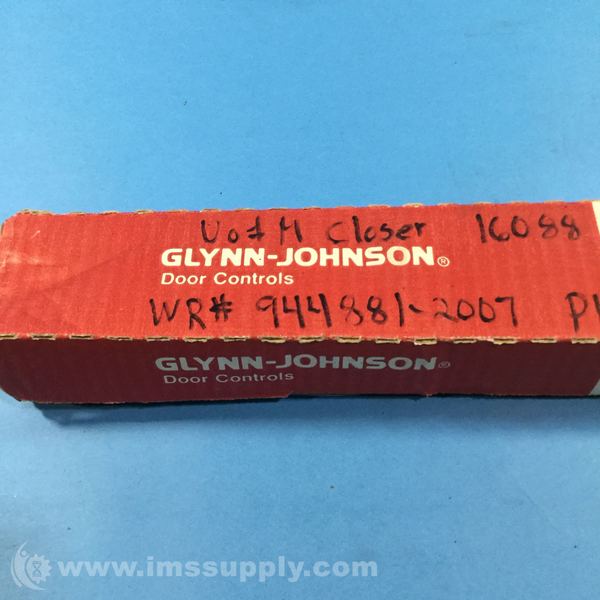 U of M Closer 16088
GLYNN-JOHNSON®
Door Controls
WR# 944881-2007
GLYNN-JOHNSON®
Door Controls
www.imssupply.com